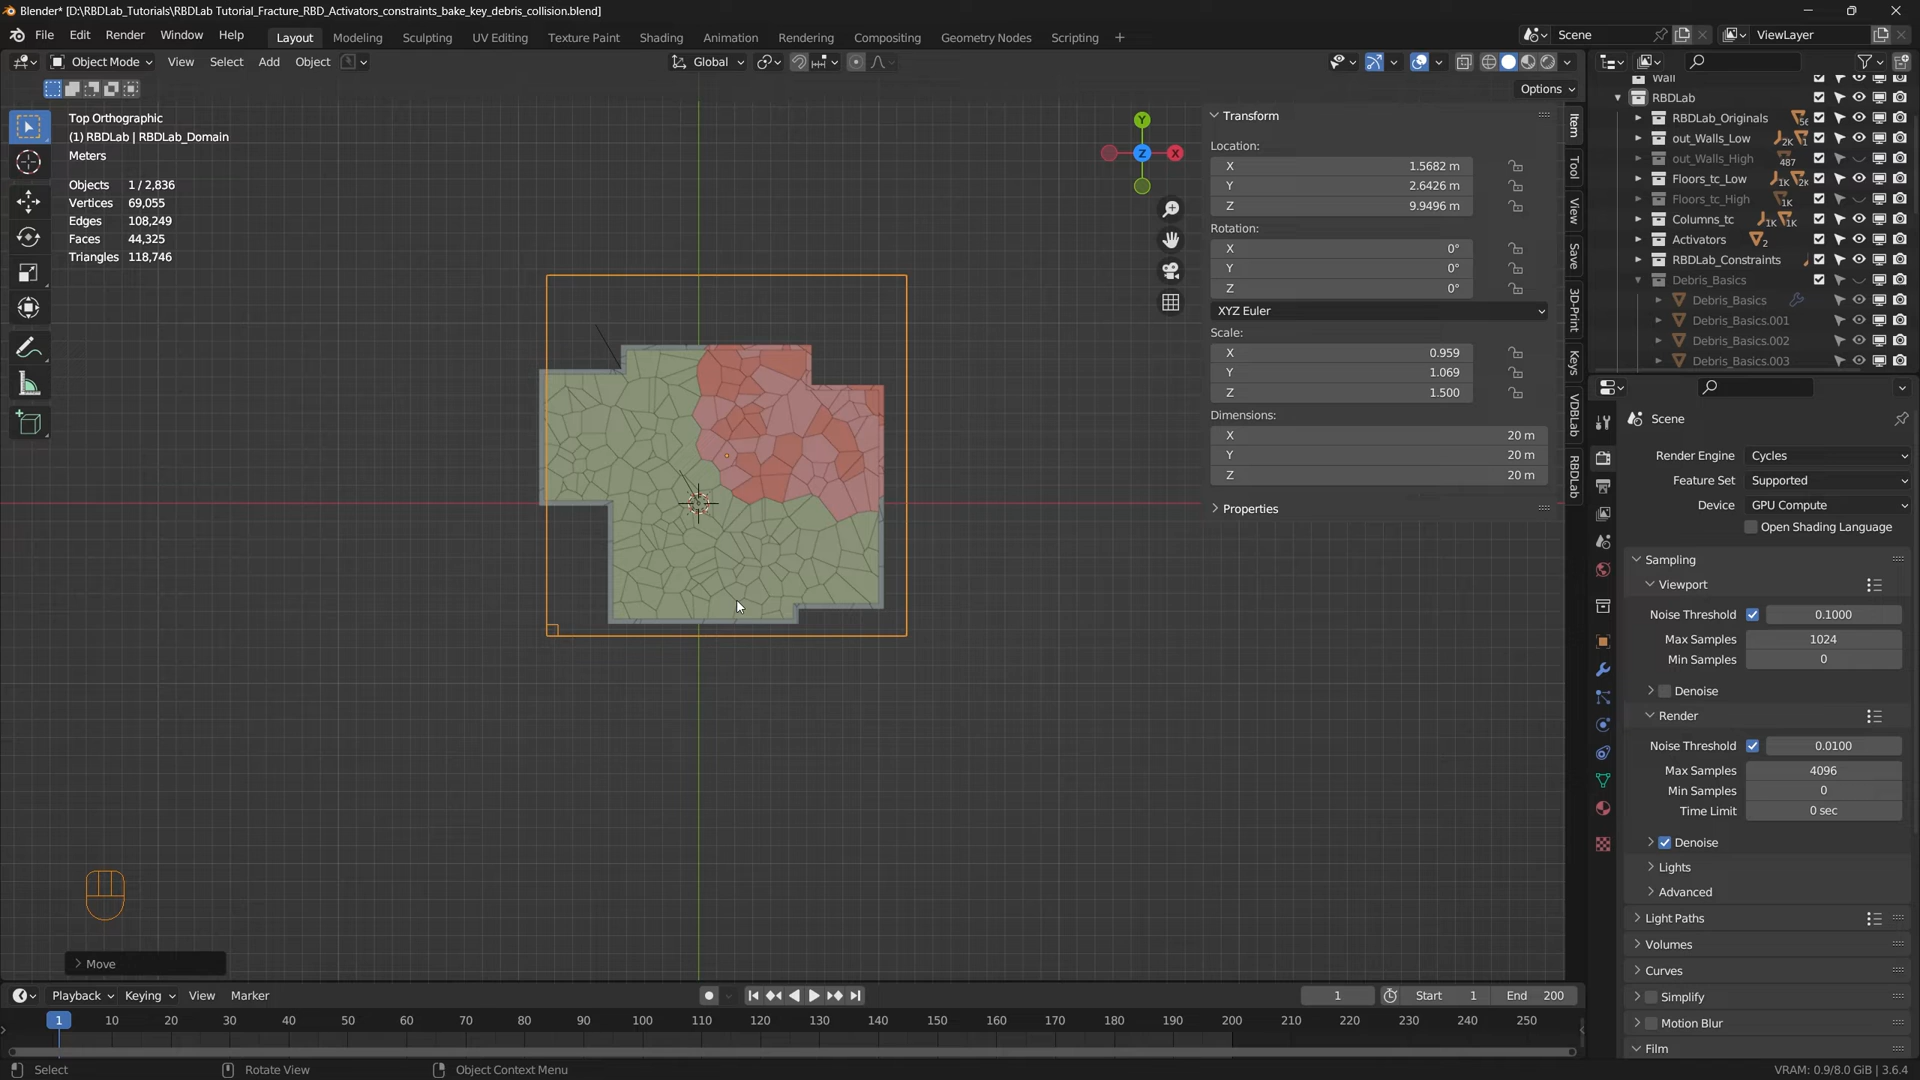 Blender* [D:\RBDLab_Tutorials\RBDLab Tutorial_Fracture_RBD_Activators_constraints_bake_key_debris_collision.blend]
File Edit Render Window Help Layout Modeling Sculpting UV Editing Texture Paint Shading Animation Rendering Compositing Geometry Nodes Scripting + Scene ViewLayer
Object Mode View Select Add Object Global
Options
Top Orthographic
(1) RBDLab | RBDLab_Domain
Meters
Objects 1 / 2,836
Vertices 69,055
Edges 108,249
Faces 44,325
Triangles 118,746
Y
Z
X
Transform
Location:
X 1.5682 m
Y 2.6426 m
Z 9.9496 m
Rotation:
X 0°
Y 0°
Z 0°
XYZ Euler
Scale:
X 0.959
Y 1.069
Z 1.500
Dimensions:
X 20 m
Y 20 m
Z 20 m
Properties
Item
Tool
View
Save
3D-Print
Keys
VDBLab
RBDLab
Wall
RBDLab
RBDLab_Originals
out_Walls_Low 2K
out_Walls_High 487
Floors_tc_Low 1K 2K
Floors_tc_High 1K
Columns_tc 1K 1K
Activators 2
RBDLab_Constraints
Debris_Basics
Debris_Basics
Debris_Basics.001
Debris_Basics.002
Debris_Basics.003
Scene
Render Engine Cycles
Feature Set Supported
Device GPU Compute
Open Shading Language
Sampling
Viewport
Noise Threshold 0.1000
Max Samples 1024
Min Samples 0
Denoise
Render
Noise Threshold 0.0100
Max Samples 4096
Min Samples 0
Time Limit 0 sec
Denoise
Lights
Advanced
Light Paths
Volumes
Curves
Simplify
Motion Blur
Film
Move
Playback Keying View Marker 1 Start 1 End 200
1 10 20 30 40 50 60 70 80 90 100 110 120 130 140 150 160 170 180 190 200 210 220 230 240 250
Select Rotate View Object Context Menu VRAM: 0.9/8.0 GiB | 3.6.4